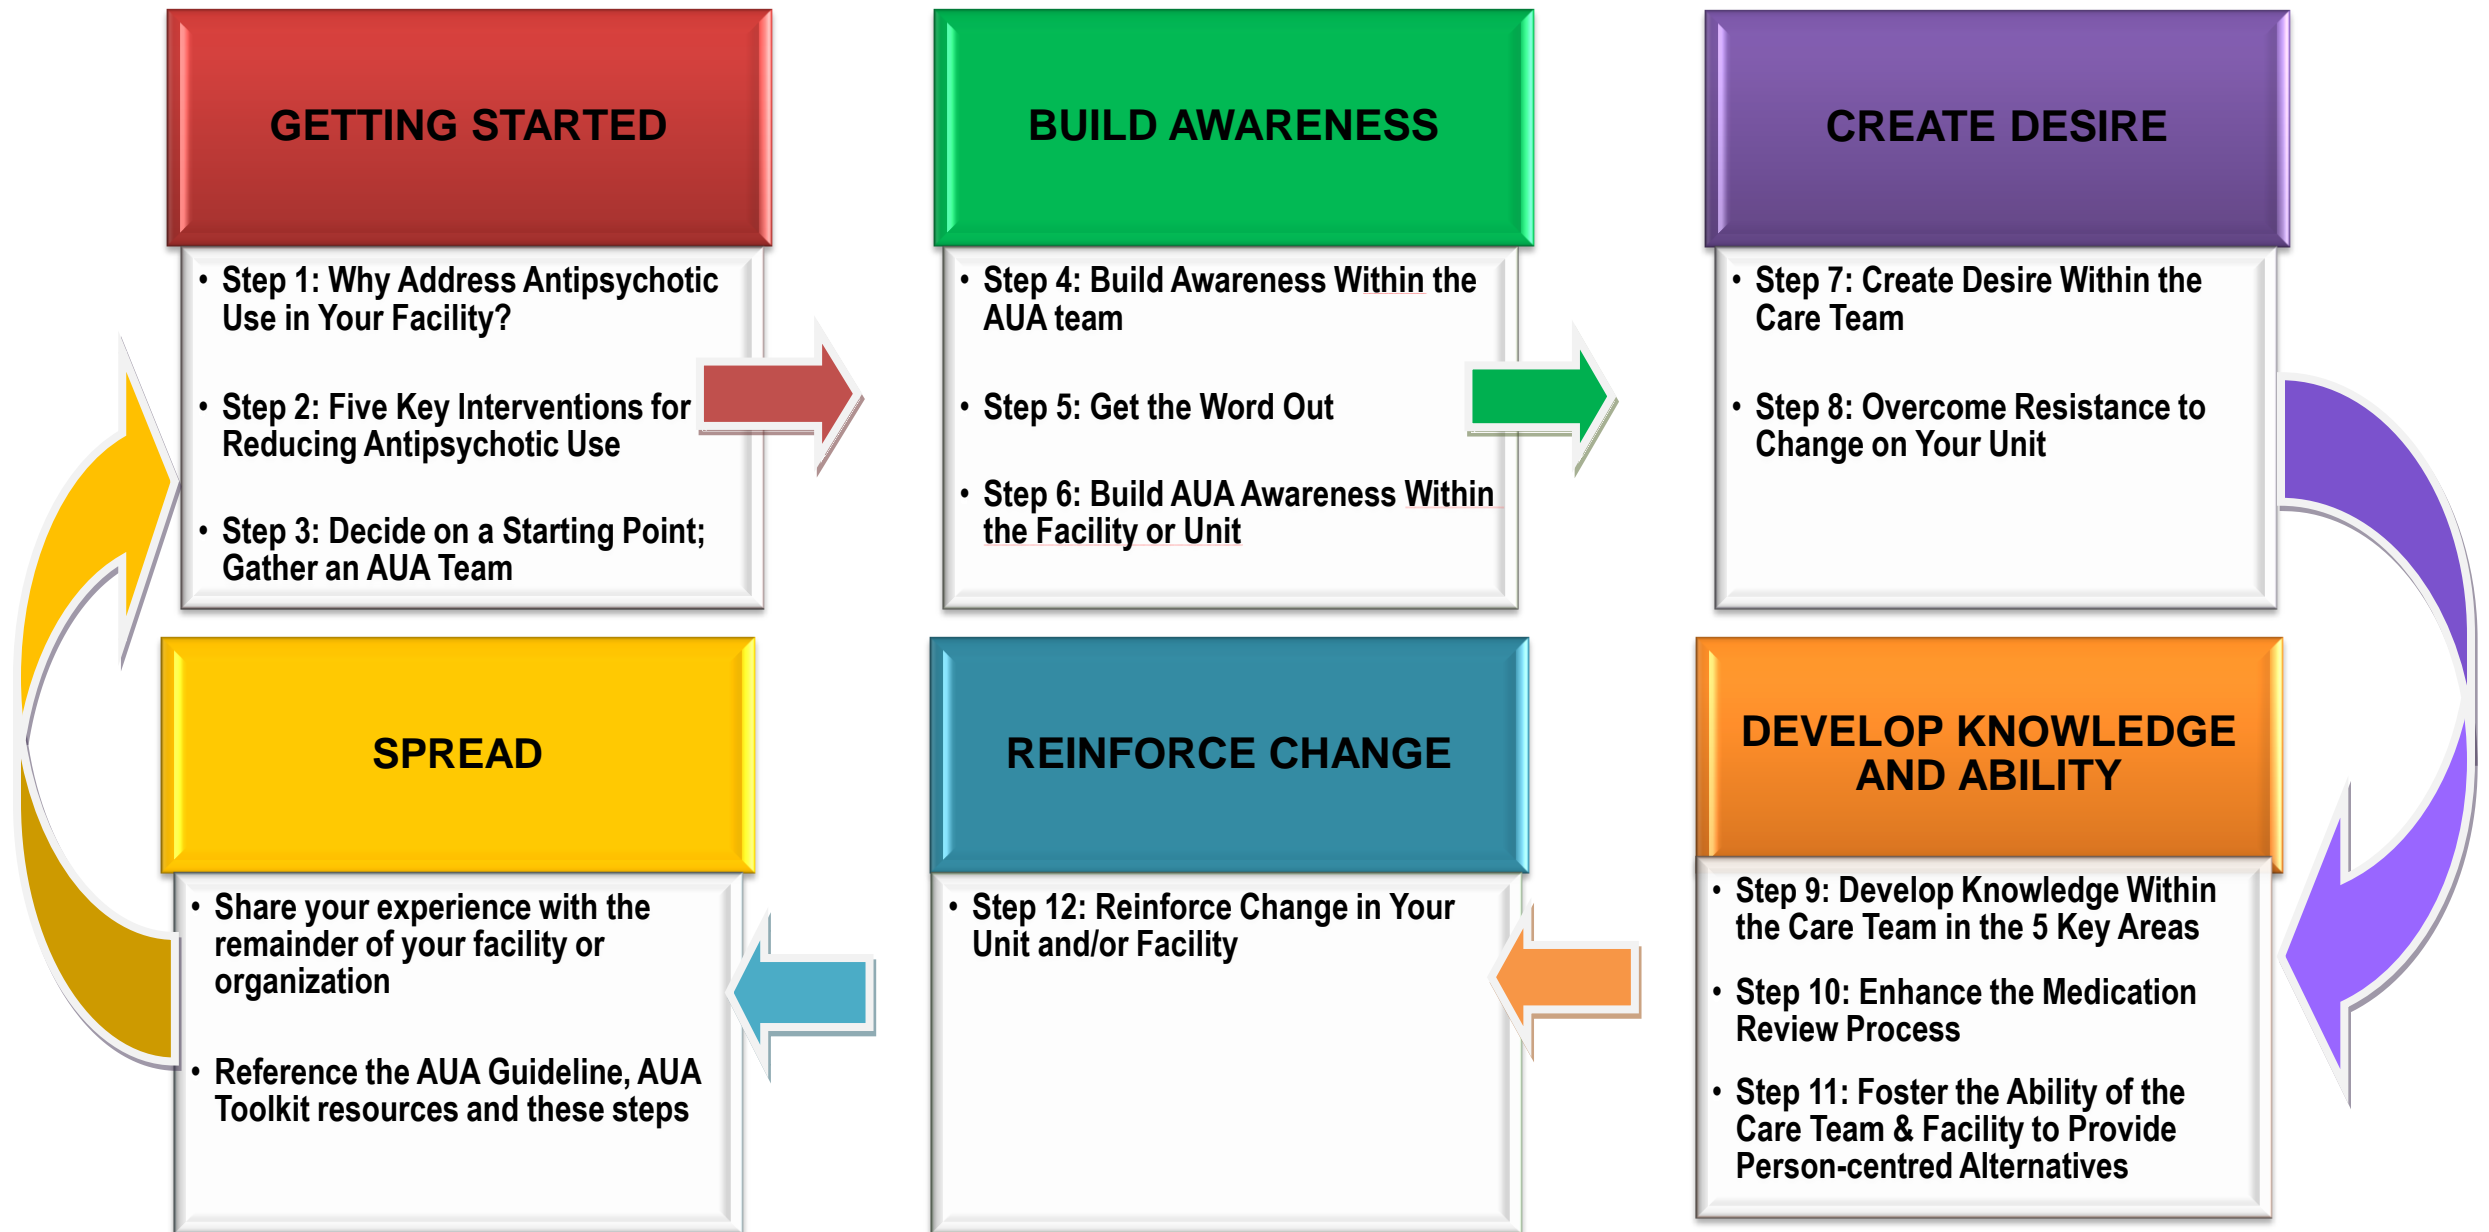 GETTING STARTED
• Step 1: Why Address Antipsychotic
Use in Your Facility?
• Step 2: Five Key Interventions for
Reducing Antipsychotic Use
• Step 3: Decide on a Starting Point;
Gather an AUA Team
BUILD AWARENESS
• Step 4: Build Awareness Within the
AUA team
• Step 5: Get the Word Out
• Step 6: Build AUA Awareness Within
the Facility or Unit
CREATE DESIRE
• Step 7: Create Desire Within the
Care Team
• Step 8: Overcome Resistance to
Change on Your Unit
DEVELOP KNOWLEDGE
AND ABILITY
• Step 9: Develop Knowledge Within
the Care Team in the 5 Key Areas
• Step 10: Enhance the Medication
Review Process
• Step 11: Foster the Ability of the
Care Team & Facility to Provide
Person-centred Alternatives
REINFORCE CHANGE
• Step 12: Reinforce Change in Your
Unit and/or Facility
SPREAD
• Share your experience with the
remainder of your facility or
organization
• Reference the AUA Guideline, AUA
Toolkit resources and these steps